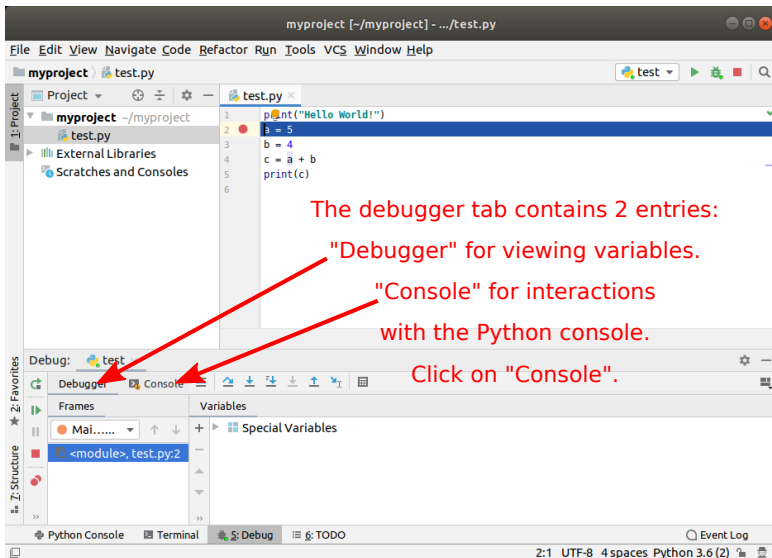 myproject [~/myproject] - .../test.py
File Edit View Navigate Code Refactor Run Tools VCS Window Help
myproject test.py test
1: Project Project test.py
myproject ~/myproject
test.py
External Libraries
Scratches and Consoles
1 print("Hello World!")
2 a = 5
3 b = 4
4 c = a + b
5 print(c)
6
The debugger tab contains 2 entries:
"Debugger" for viewing variables.
"Console" for interactions
with the Python console.
Click on "Console".
2: Favorites
7: Structure
Debug: test
Debugger Console
Frames Variables
Mai...... Special Variables
<module>, test.py:2
Python Console Terminal 5: Debug 6: TODO Event Log
2:1 UTF-8 4 spaces Python 3.6 (2)